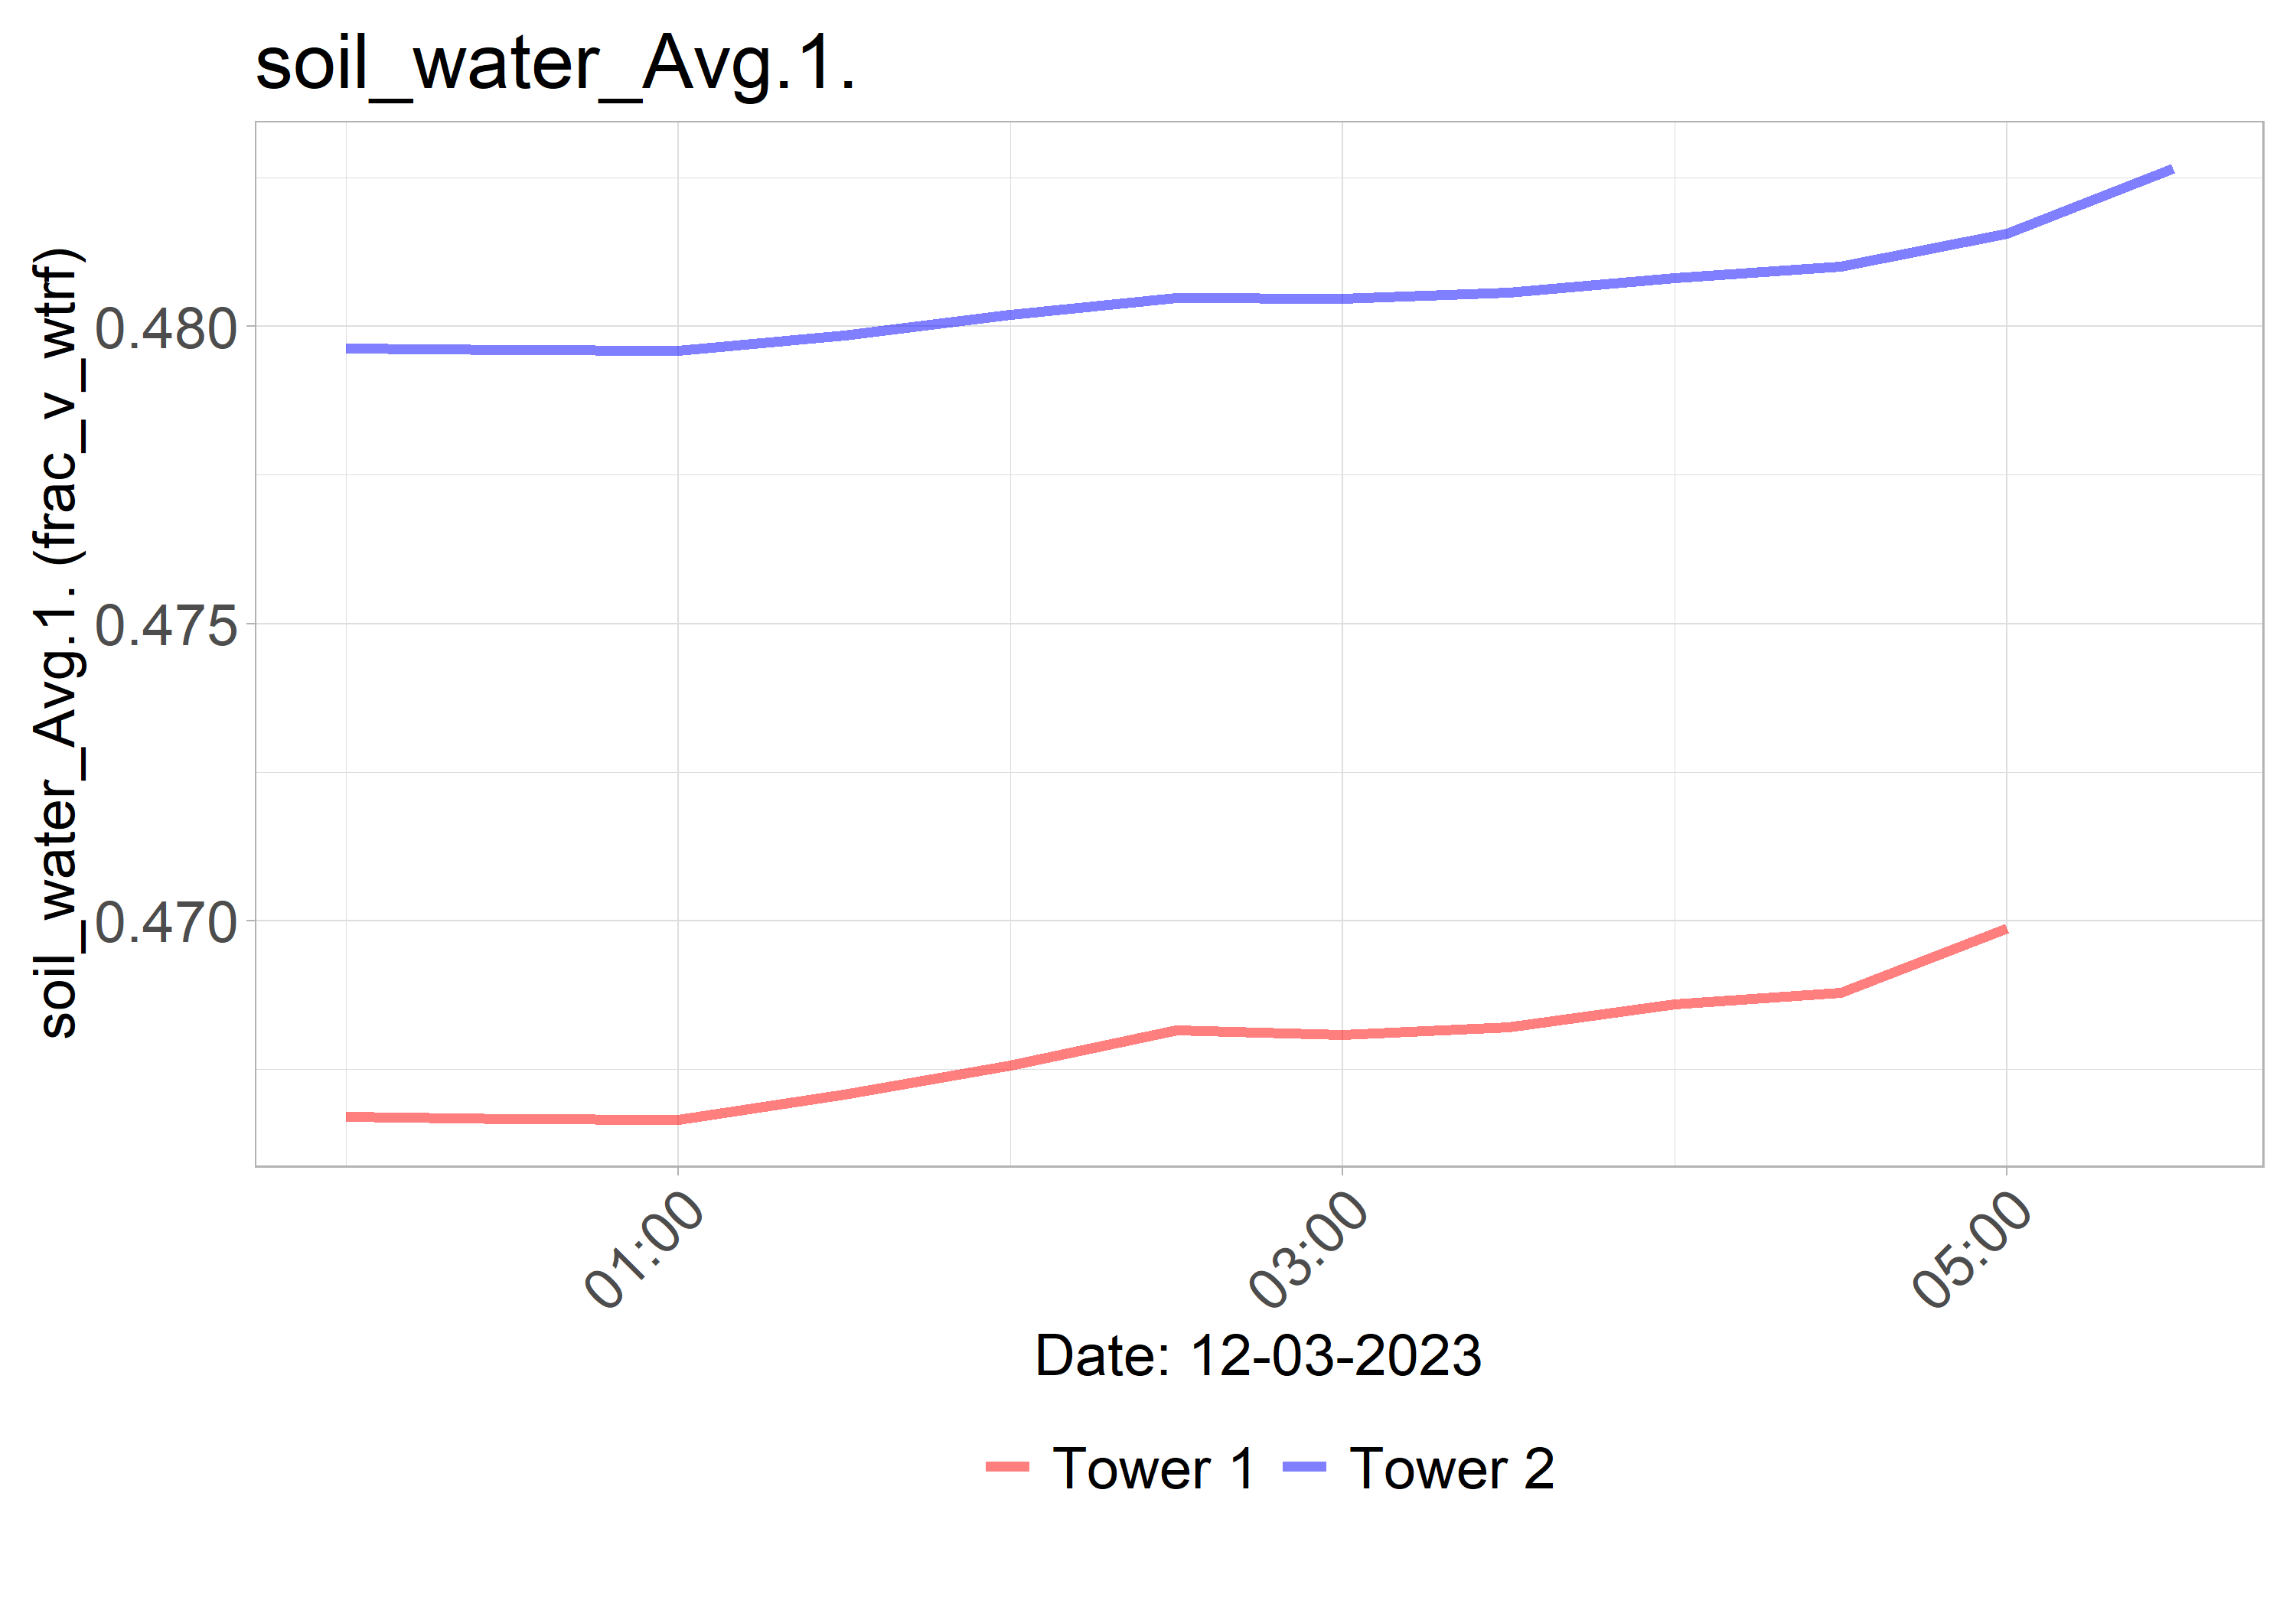 soil_water_Avg.1.
soil_water_Avg.1. (frac_v_wtrf)
0.480
0.475
0.470
01:00
03:00
05:00
Date: 12-03-2023
Tower 1
Tower 2